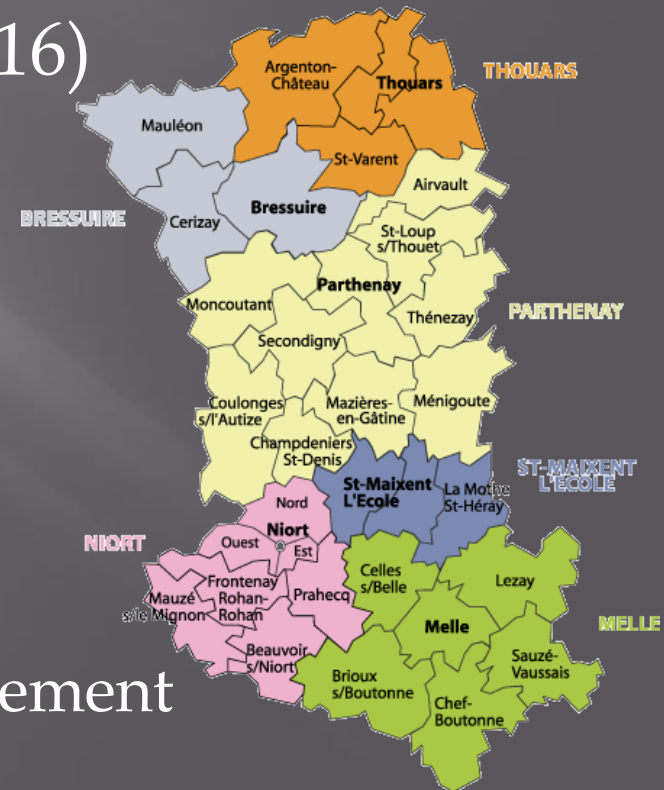 16)
Argenton-
Château
Thouars
THOUARS
Mauléon
St-Varent
Airvault
BRESSUIRE
Cerizay
Bressuire
St-Loup
s/Thouet
Parthenay
Moncoutant
Thénezay
PARTHENAY
Secondigny
Coulonges
s/l'Autize
Mazières-
en-Gâtine
Ménigoute
Champdeniers
St-Denis
St-Maixent
L'Ecole
La Mothe
St-Héray
ST-MAIXENT
L'ECOLE
Nord
Niort
NIORT
Ouest
Est
Celles
s/Belle
Lezay
Frontenay
Rohan-
Rohan
Mauzé
s/le Mignon
Prahecq
Melle
MELLE
Beauvoir
s/Niort
Sauzé-
Vaussais
Brioux
s/Boutonne
Chef-
Boutonne
ement